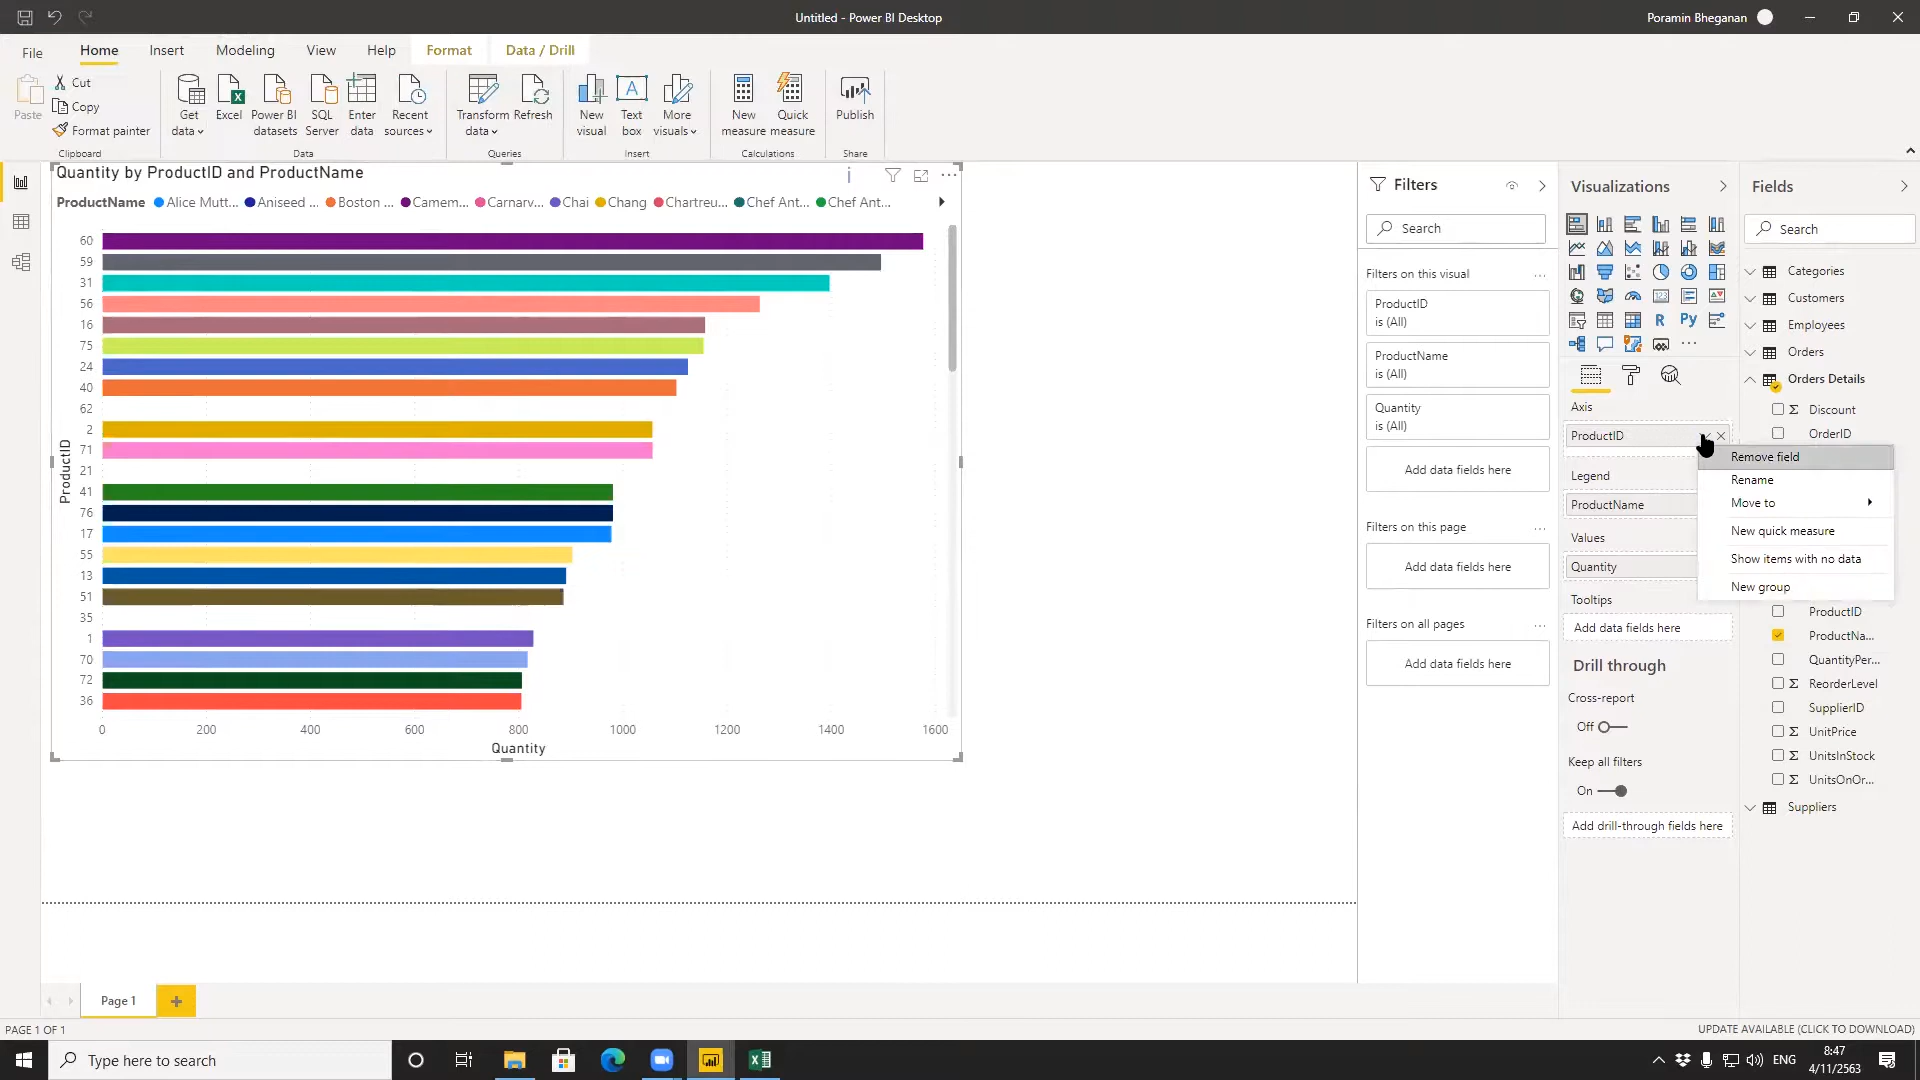 Untitled - Power BI Desktop
Poramin Bheganan
File
Home
Insert
Modeling
View
Help
Format
Data / Drill
Paste
Cut
Copy
Format painter
Clipboard
Get data
Excel
Power BI datasets
SQL Server
Enter data
Recent sources
Data
Transform data
Refresh
Queries
New visual
Text box
More visuals
Insert
New measure
Quick measure
Calculations
Publish
Share
Quantity by ProductID and ProductName
ProductName
Alice Mutt...
Aniseed ...
Boston ...
Camem...
Carnarv...
Chai
Chang
Chartreu...
Chef Ant...
Chef Ant...
ProductID
60
59
31
56
16
75
24
40
62
2
71
21
41
76
17
55
13
51
35
1
70
72
36
0 200 400 600 800 1000 1200 1400 1600
Quantity
Filters
Search
Filters on this visual
...
ProductID
is (All)
ProductName
is (All)
Quantity
is (All)
Add data fields here
Filters on this page
...
Add data fields here
Filters on all pages
...
Add data fields here
Visualizations
R
Py
...
Axis
ProductID
Legend
ProductName
Values
Quantity
Tooltips
Add data fields here
Drill through
Cross-report
Off
Keep all filters
On
Add drill-through fields here
Remove field
Rename
Move to
New quick measure
Show items with no data
New group
Fields
Search
Categories
Customers
Employees
Orders
Orders Details
Discount
OrderID
ProductID
ProductNa...
QuantityPer...
ReorderLevel
SupplierID
UnitPrice
UnitsInStock
UnitsOnOr...
Suppliers
Page 1
PAGE 1 OF 1
UPDATE AVAILABLE (CLICK TO DOWNLOAD)
Type here to search
ENG
8:47
4/11/2563